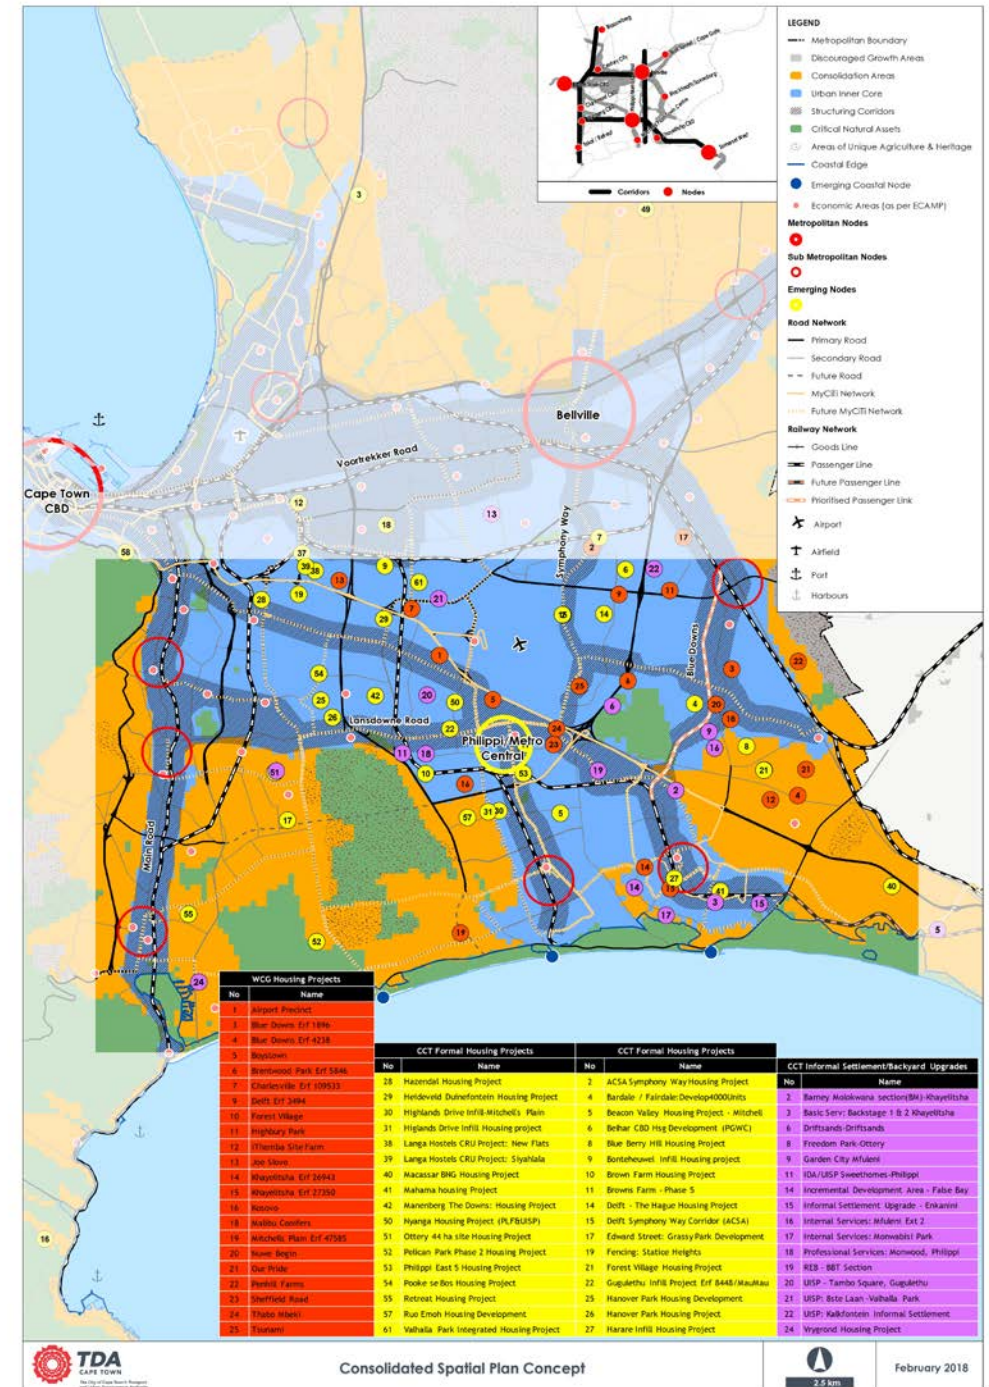 LEGEND
Metropolitan Boundary
Discouraged Growth Areas
Consolidation Areas
Urban Inner Core
Structuring Corridors
Critical Natural Assets
Areas of Unique Agriculture & Heritage
Coastal Edge
Emerging Coastal Node
Economic Areas (as per ECAMP)
Metropolitan Nodes
Sub Metropolitan Nodes
Emerging Nodes
Road Network
Primary Road
Secondary Road
Future Road
MyCiTi Network
Future MyCiTi Network
Railway Network
Goods Line
Passenger Line
Future Passenger Line
Prioritised Passenger Link
Airport
Airfield
Port
Harbours
Corridors
Nodes
Bellville
Voortrekker Road
Cape Town
CBD
Symphony Way
Blue Downs
Lansdowne Road
Philippi/Metro
Central
Main Road
WCG Housing Projects
No Name
1 Airport Precinct
3 Blue Downs Erf 1896
4 Blue Downs Erf 4238
5 Boystown
6 Brentwood Park Erf 5846
7 Charlesville Erf 109533
9 Delft Erf 3494
10 Forest Village
11 Highbury Park
12 iThemba Site Farm
13 Joe Slovo
14 Khayelitsha Erf 26943
15 Khayelitsha Erf 27350
16 Kosovo
18 Malibu Conifers
19 Mitchells Plain Erf 47585
20 Nuwe Begin
21 Our Pride
22 Penhill Farms
23 Sheffield Road
24 Thabo Mbeki
25 Tsunami
CCT Formal Housing Projects
No Name
28 Hazendal Housing Project
29 Heideveld Duinefontein Housing Project
30 Highlands Drive Infill-Mitchells Plain
31 Higlands Drive Infill Housing project
38 Langa Hostels CRU Project: New Flats
39 Langa Hostels CRU Project: Siyahlala
40 Macassar BNG Housing Project
41 Mahama housing Project
42 Manenberg The Downs: Housing Project
50 Nyanga Housing Project (PLF&UISP)
51 Ottery 44 ha site Housing Project
52 Pelican Park Phase 2 Housing Project
53 Philippi East 5 Housing Project
54 Pooke se Bos Housing Project
55 Retreat Housing Project
57 Ruo Emoh Housing Development
61 Valhalla Park Integrated Housing Project
CCT Formal Housing Projects
No Name
2 ACSA Symphony Way Housing Project
4 Bardale / Fairdale:Develop4000Units
5 Beacon Valley Housing Project - Mitchell
6 Belhar CBD Hsg Development (PGWC)
8 Blue Berry Hill Housing Project
9 Bonteheuwel Infill Housing project
10 Brown Farm Housing Project
11 Browns Farm - Phase 5
14 Delft - The Hague Housing Project
15 Delft Symphony Way Corridor (ACSA)
17 Edward Street: GrassyPark Development
19 Fencing: Statice Heights
21 Forest Village Housing Project
22 Gugulethu Infill Project Erf 8448/MauMau
25 Hanover Park Housing Development
26 Hanover Park Housing Project
27 Harare Infill Housing Project
CCT Informal Settlement/Backyard Upgrades
No Name
2 Barney Molokwana section(BM)-Khayelitsha
3 Basic Serv: Backstage 1 & 2 Khayelitsha
6 Driftsands-Driftsands
8 Freedom Park-Ottery
9 Garden City Mfuleni
11 IDA/UISP Sweethomes-Philippi
14 Incremental Development Area - False Bay
15 Informal Settlement Upgrade - Enkanini
16 Internal Services: Mfuleni Ext 2
17 Internal Services: Monwabisi Park
18 Professional Services: Monwood, Philippi
19 REB - BBT Section
20 UISP - Tambo Square, Gugulethu
21 UISP: 8ste Laan -Valhalla Park
22 UISP: Kalkfontein Informal Settlement
24 Vrygrond Housing Project
TDA
CAPE TOWN
Consolidated Spatial Plan Concept
2.5 km
February 2018